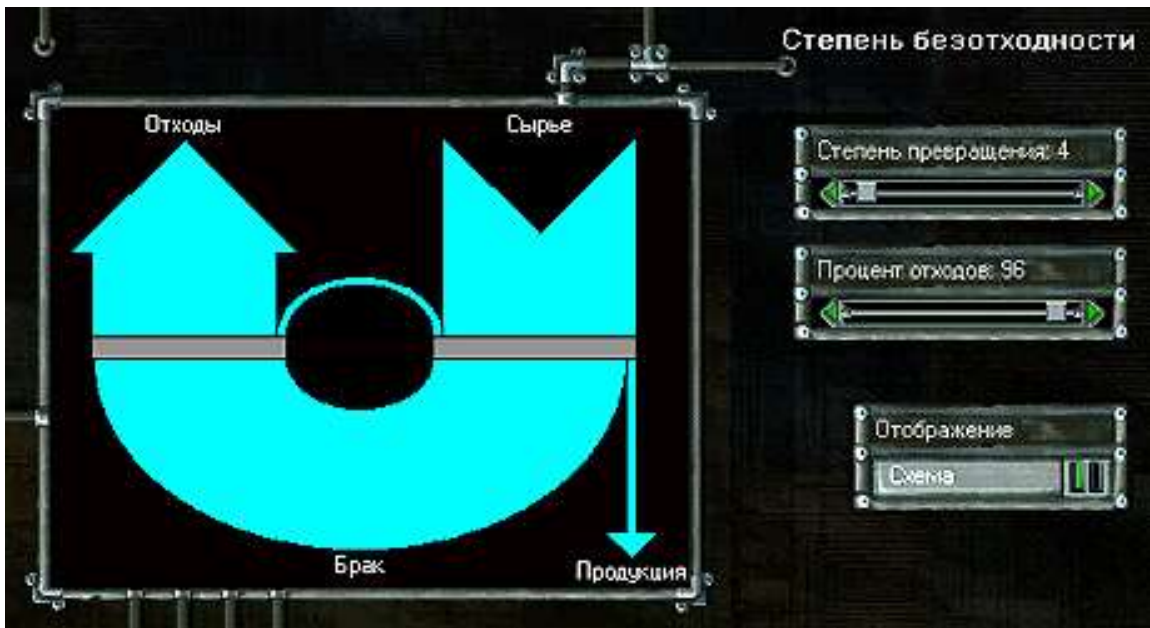 Степень безотходности
Отходы
Сырье
Степень превращения: 4
Процент отходов: 96
Отображение
Схема
Брак
Продукция